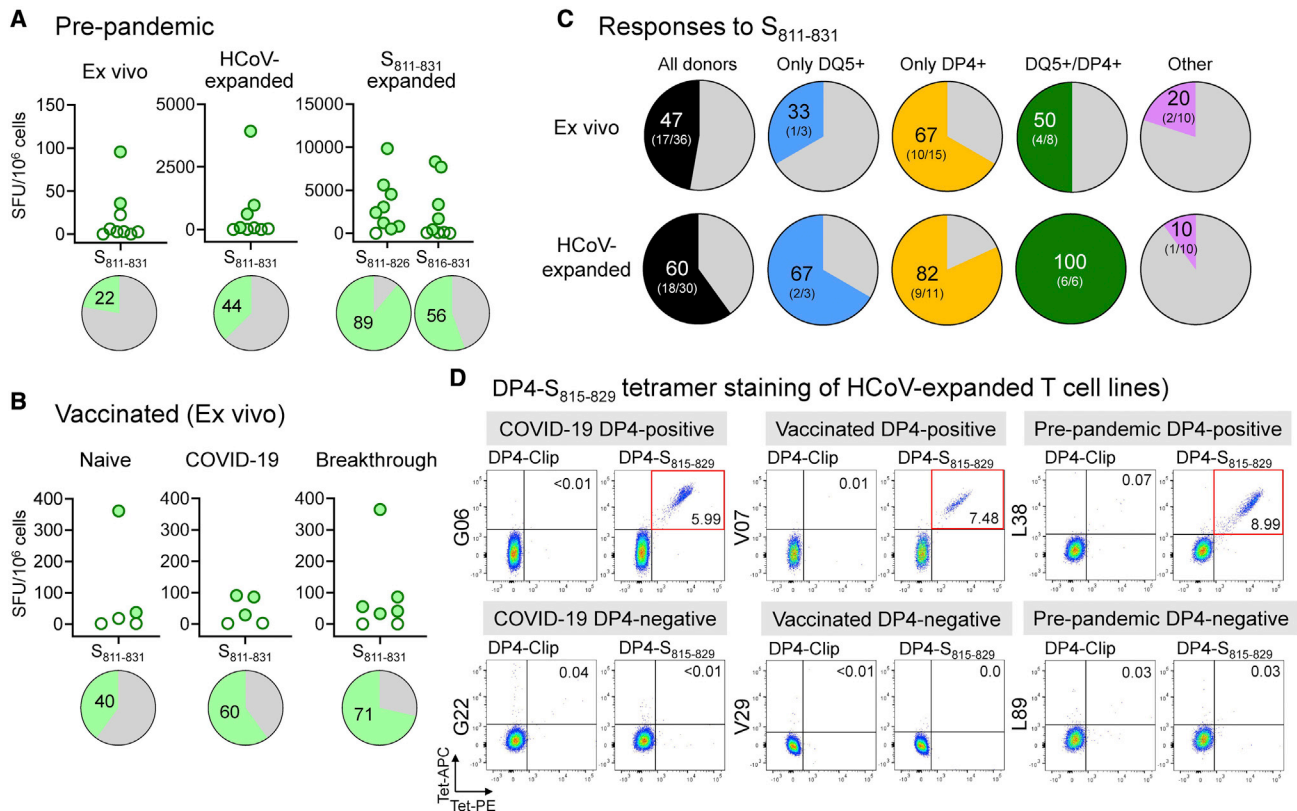 A Pre-pandemic
Ex vivo
HCoV-
expanded
S811-831
expanded
SFU/10⁶ cells
150
100
50
0
5000
2500
0
15000
10000
5000
0
S811-831
S811-831
S811-826
S816-831
22
44
89
56
B Vaccinated (Ex vivo)
Naive
COVID-19
Breakthrough
SFU/10⁶ cells
400
300
200
100
0
400
300
200
100
0
400
300
200
100
0
S811-831
S811-831
S811-831
40
60
71
C Responses to S811-831
All donors
Only DQ5+
Only DP4+
DQ5+/DP4+
Other
Ex vivo
47
(17/36)
33
(1/3)
67
(10/15)
50
(4/8)
20
(2/10)
HCoV-
expanded
60
(18/30)
67
(2/3)
82
(9/11)
100
(6/6)
10
(1/10)
D DP4-S815-829 tetramer staining of HCoV-expanded T cell lines)
COVID-19 DP4-positive
Vaccinated DP4-positive
Pre-pandemic DP4-positive
DP4-Clip
DP4-S815-829
DP4-Clip
DP4-S815-829
DP4-Clip
DP4-S815-829
G06
<0.01
5.99
V07
0.01
7.48
L38
0.07
8.99
COVID-19 DP4-negative
Vaccinated DP4-negative
Pre-pandemic DP4-negative
DP4-Clip
DP4-S815-829
DP4-Clip
DP4-S815-829
DP4-Clip
DP4-S815-829
G22
0.04
<0.01
V29
<0.01
0.0
L89
0.03
0.03
Tet-APC
Tet-PE